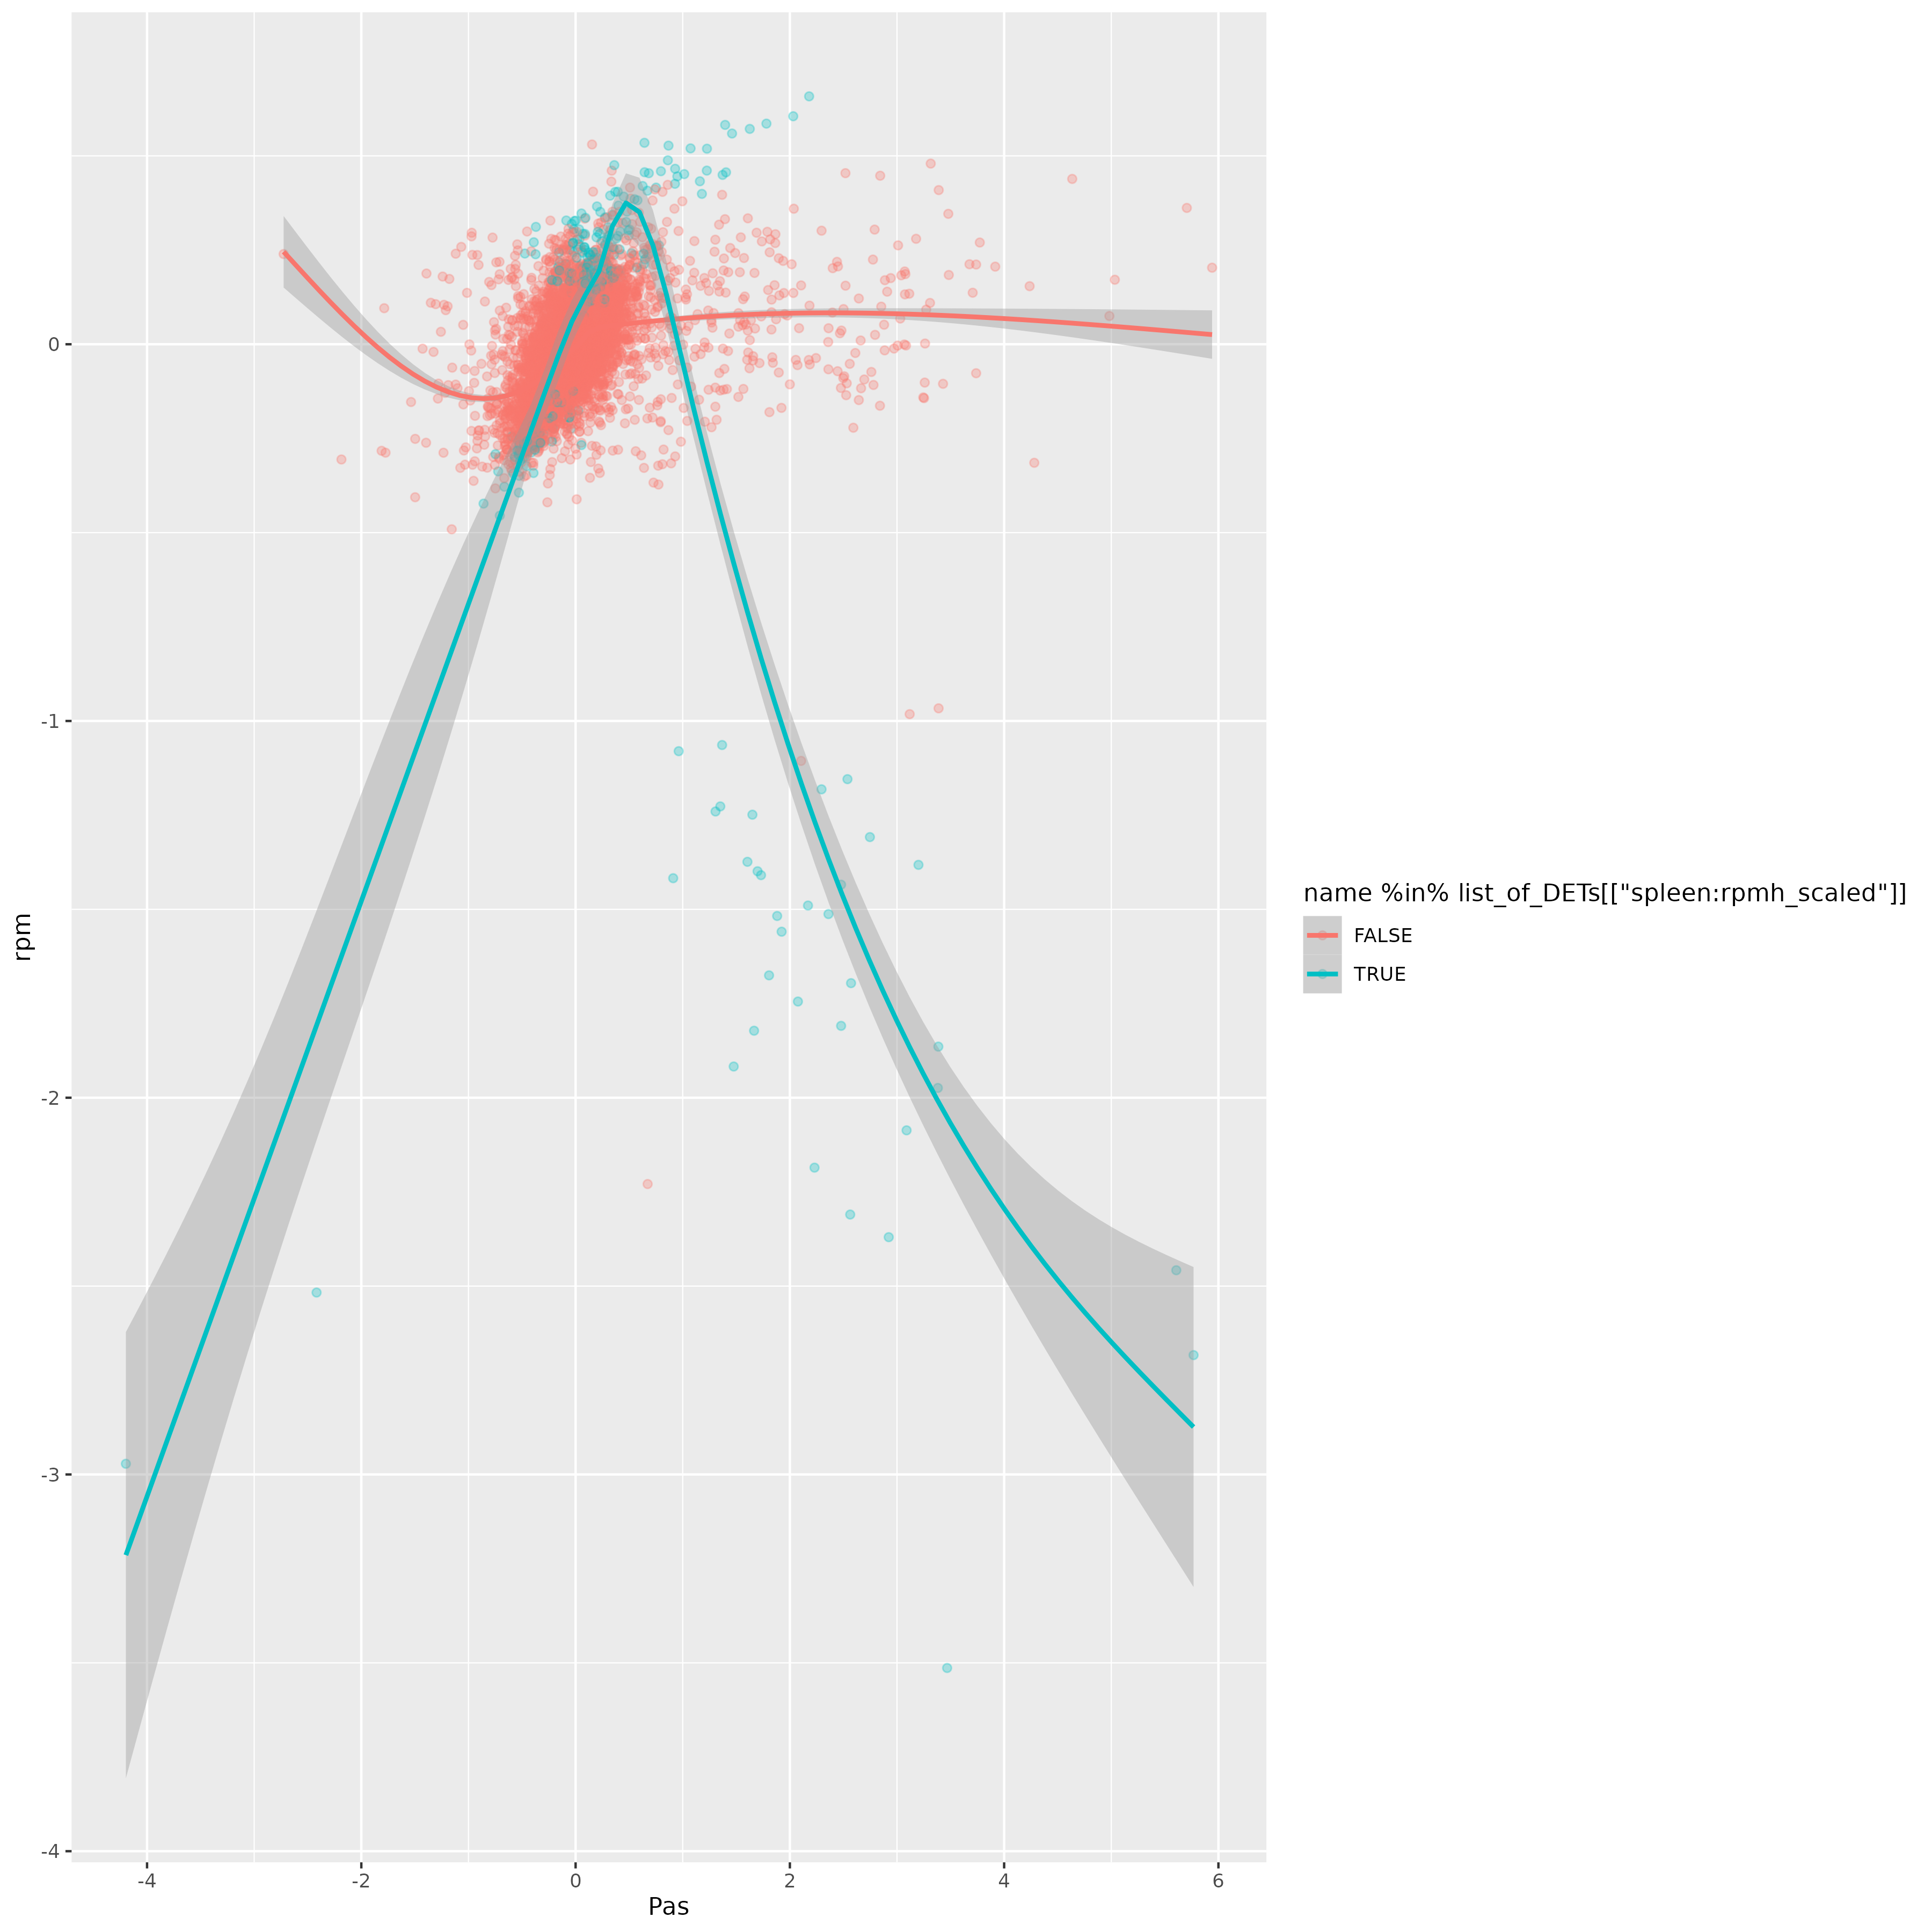 0
-1
-2
-3
-4
rpm
-4 -2 0 2 4 6
Pas
name %in% list_of_DETs[["spleen:rpmh_scaled"]]
FALSE
TRUE